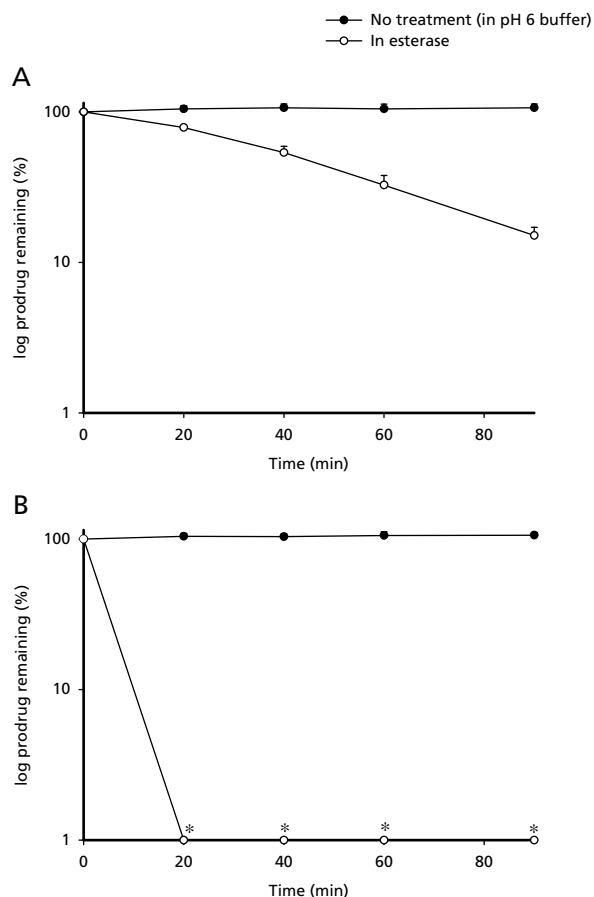 No treatment (in pH 6 buffer)
In esterase
A
log prodrug remaining (%)
100
10
1
0 20 40 60 80
Time (min)
B
log prodrug remaining (%)
100
10
1
* * * *
0 20 40 60 80
Time (min)